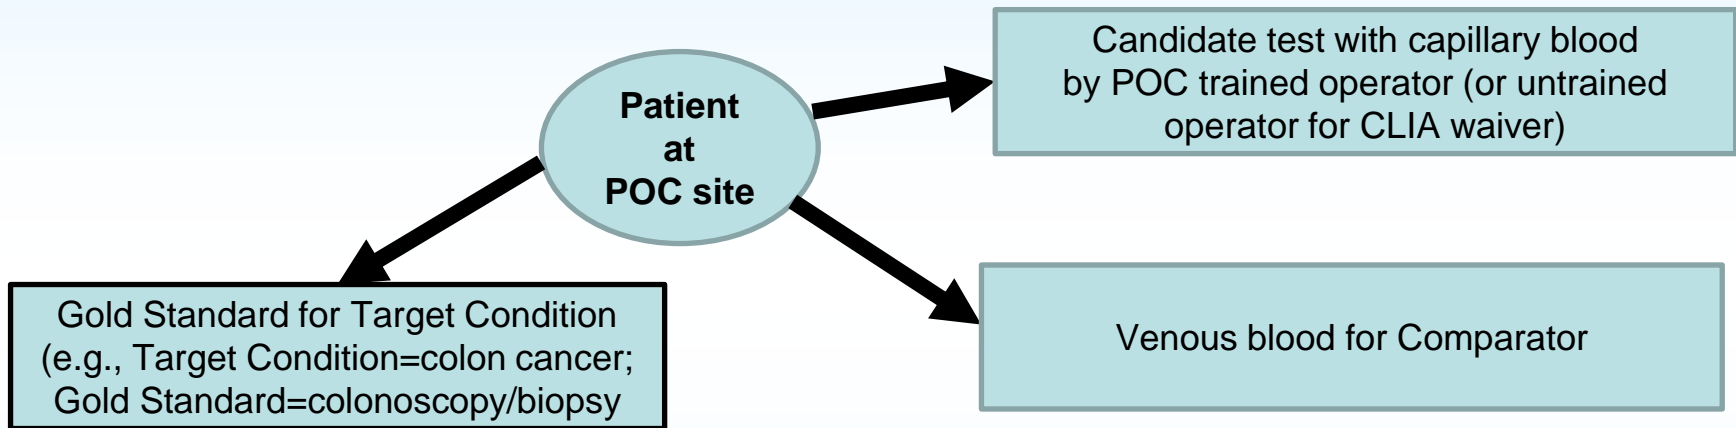 Patient
at
POC site
Candidate test with capillary blood
by POC trained operator (or untrained
operator for CLIA waiver)
Gold Standard for Target Condition
(e.g., Target Condition=colon cancer;
Gold Standard=colonoscopy/biopsy
Venous blood for Comparator